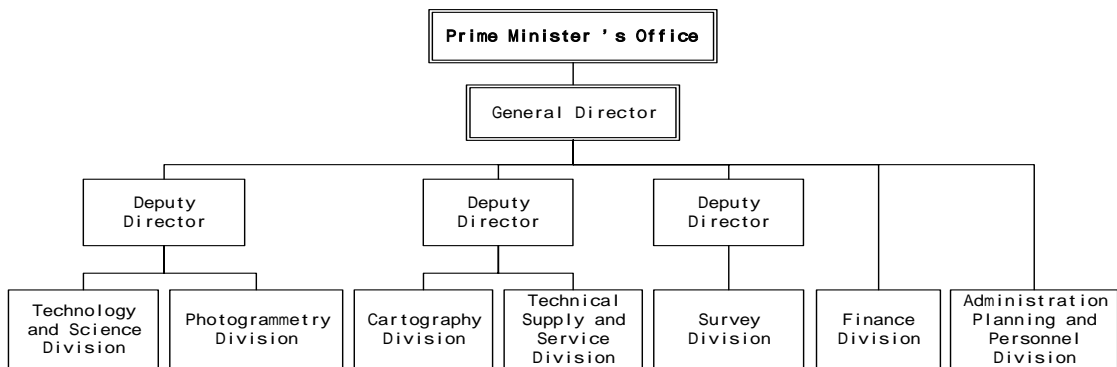 Prime Minister 's Office
General Director
Deputy
Director
Deputy
Director
Deputy
Director
Technology
and Science
Division
Photogrammetry
Division
Cartography
Division
Technical
Supply and
Service
Division
Survey
Division
Finance
Division
Administration
Planning and
Personnel
Division